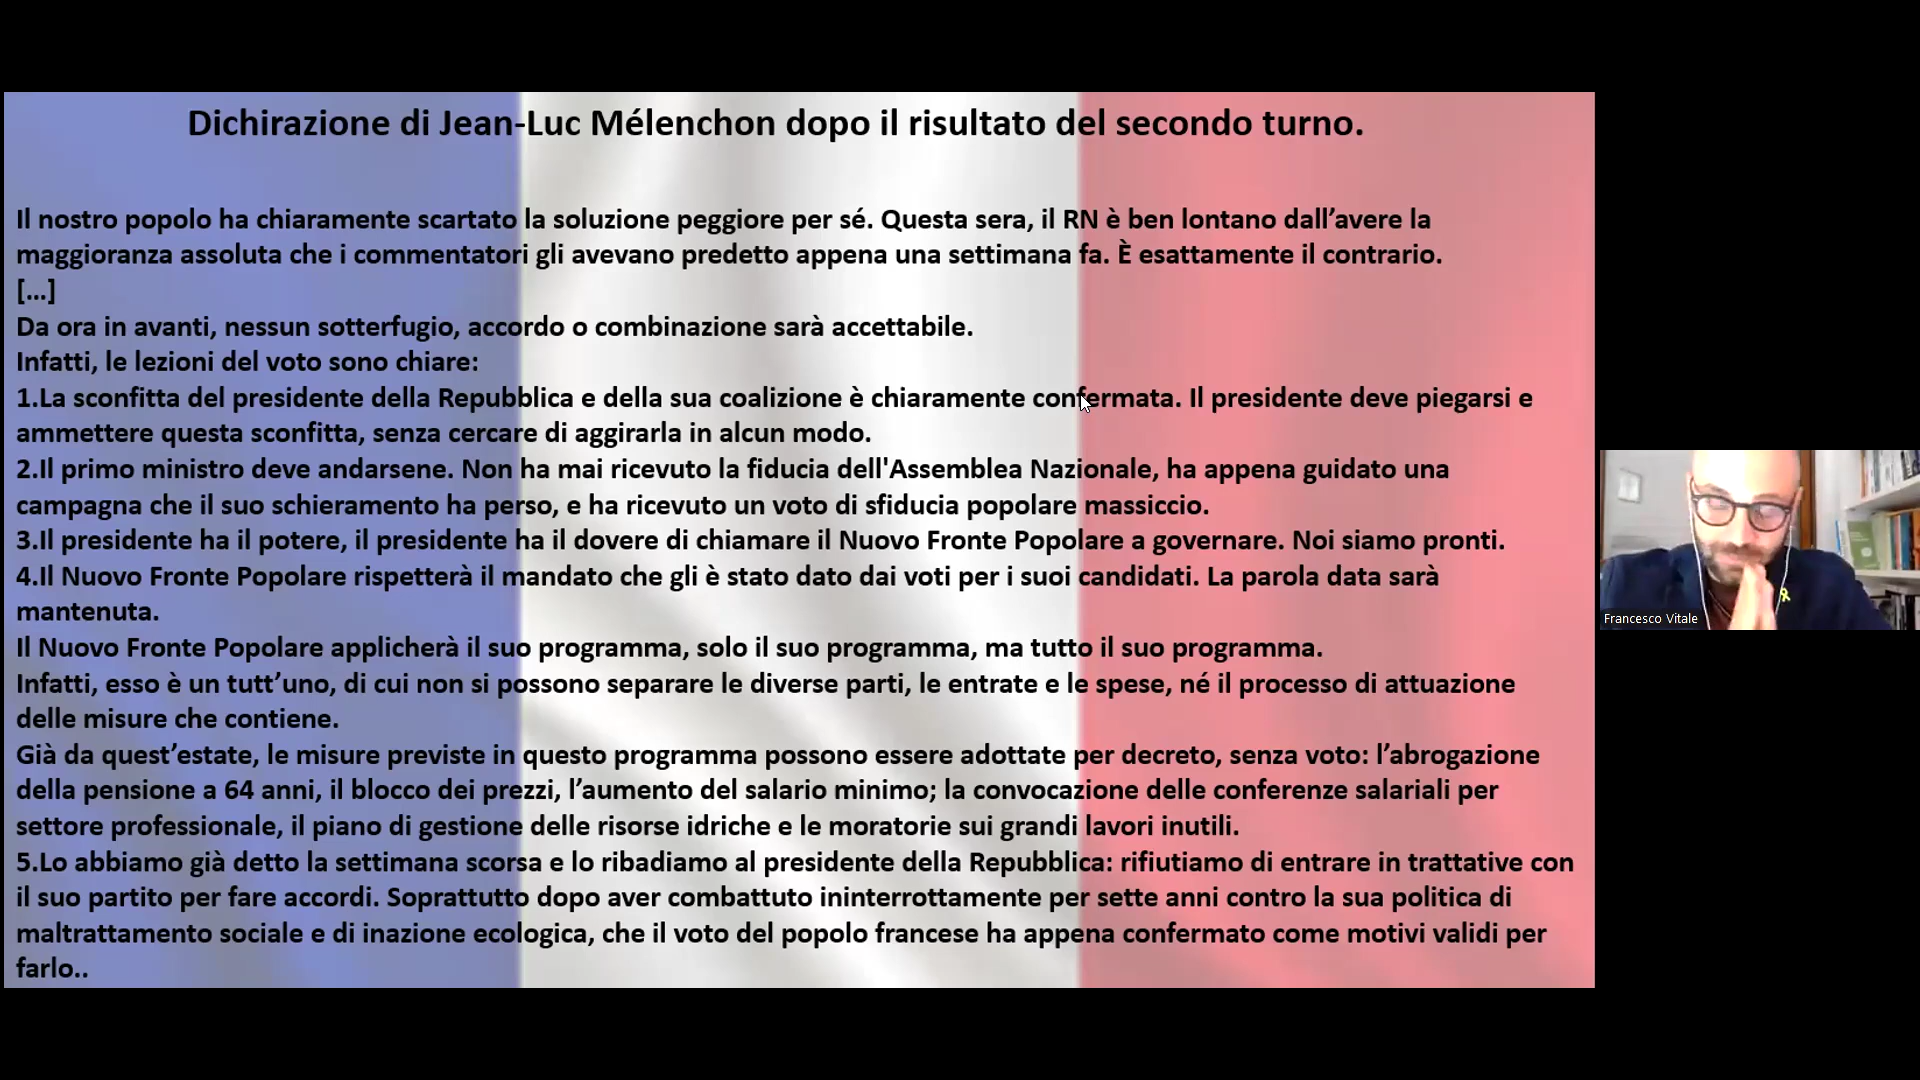 Dichirazione di Jean-Luc Mélenchon dopo il risultato del secondo turno.
Il nostro popolo ha chiaramente scartato la soluzione peggiore per sé. Questa sera, il RN è ben lontano dall’avere la
maggioranza assoluta che i commentatori gli avevano predetto appena una settimana fa. È esattamente il contrario.
[...]
Da ora in avanti, nessun sotterfugio, accordo o combinazione sarà accettabile.
Infatti, le lezioni del voto sono chiare:
1.La sconfitta del presidente della Repubblica e della sua coalizione è chiaramente confermata. Il presidente deve piegarsi e
ammettere questa sconfitta, senza cercare di aggirarla in alcun modo.
2.Il primo ministro deve andarsene. Non ha mai ricevuto la fiducia dell'Assemblea Nazionale, ha appena guidato una
campagna che il suo schieramento ha perso, e ha ricevuto un voto di sfiducia popolare massiccio.
3.Il presidente ha il potere, il presidente ha il dovere di chiamare il Nuovo Fronte Popolare a governare. Noi siamo pronti.
4.Il Nuovo Fronte Popolare rispetterà il mandato che gli è stato dato dai voti per i suoi candidati. La parola data sarà
mantenuta.
Il Nuovo Fronte Popolare applicherà il suo programma, solo il suo programma, ma tutto il suo programma.
Infatti, esso è un tutt’uno, di cui non si possono separare le diverse parti, le entrate e le spese, né il processo di attuazione
delle misure che contiene.
Già da quest’estate, le misure previste in questo programma possono essere adottate per decreto, senza voto: l’abrogazione
della pensione a 64 anni, il blocco dei prezzi, l’aumento del salario minimo; la convocazione delle conferenze salariali per
settore professionale, il piano di gestione delle risorse idriche e le moratorie sui grandi lavori inutili.
5.Lo abbiamo già detto la settimana scorsa e lo ribadiamo al presidente della Repubblica: rifiutiamo di entrare in trattative con
il suo partito per fare accordi. Soprattutto dopo aver combattuto ininterrottamente per sette anni contro la sua politica di
maltrattamento sociale e di inazione ecologica, che il voto del popolo francese ha appena confermato come motivi validi per
farlo..
Francesco Vitale